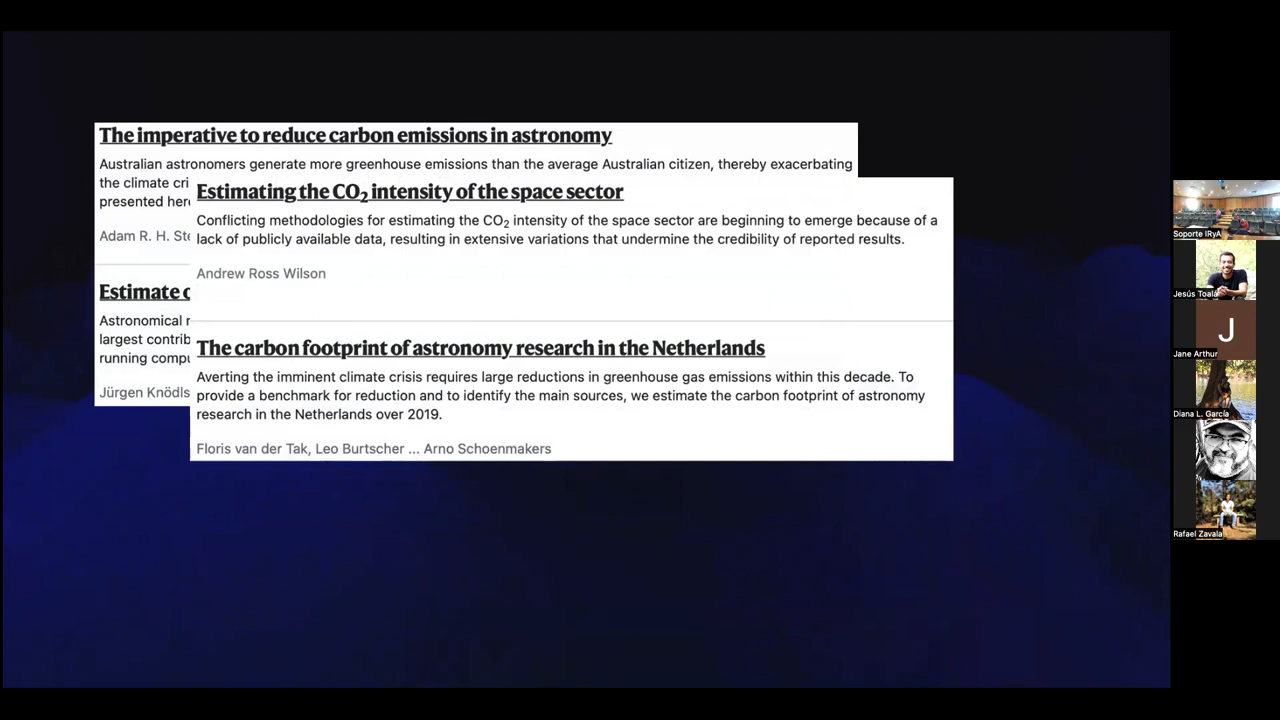 The imperative to reduce carbon emissions in astronomy
Australian astronomers generate more greenhouse emissions than the average Australian citizen, thereby exacerbating
the climate cri
presented here
Adam R. H. Ste
Estimate o
Astronomical r
largest contrib
running compu
Jürgen Knödls
Estimating the CO₂ intensity of the space sector
Conflicting methodologies for estimating the CO₂ intensity of the space sector are beginning to emerge because of a
lack of publicly available data, resulting in extensive variations that undermine the credibility of reported results.
Andrew Ross Wilson
The carbon footprint of astronomy research in the Netherlands
Averting the imminent climate crisis requires large reductions in greenhouse gas emissions within this decade. To
provide a benchmark for reduction and to identify the main sources, we estimate the carbon footprint of astronomy
research in the Netherlands over 2019.
Floris van der Tak, Leo Burtscher ... Arno Schoenmakers
Soporte IRyA
Jesús Toalá
J
Jane Arthur
Diana L. García
Rafael Zavala